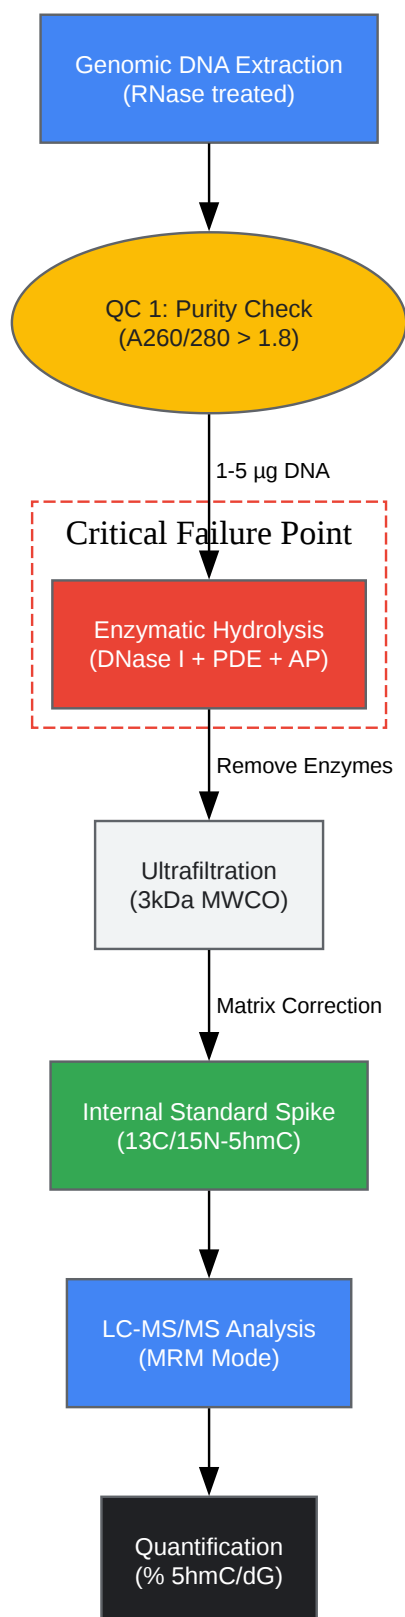 Genomic DNA Extraction
(RNase treated)
QC 1: Purity Check
(A260/280 > 1.8)
1-5 µg DNA
Critical Failure Point
Enzymatic Hydrolysis
(DNase I + PDE + AP)
Remove Enzymes
Ultrafiltration
(3kDa MWCO)
Matrix Correction
Internal Standard Spike
(13C/15N-5hmC)
LC-MS/MS Analysis
(MRM Mode)
Quantification
(% 5hmC/dG)